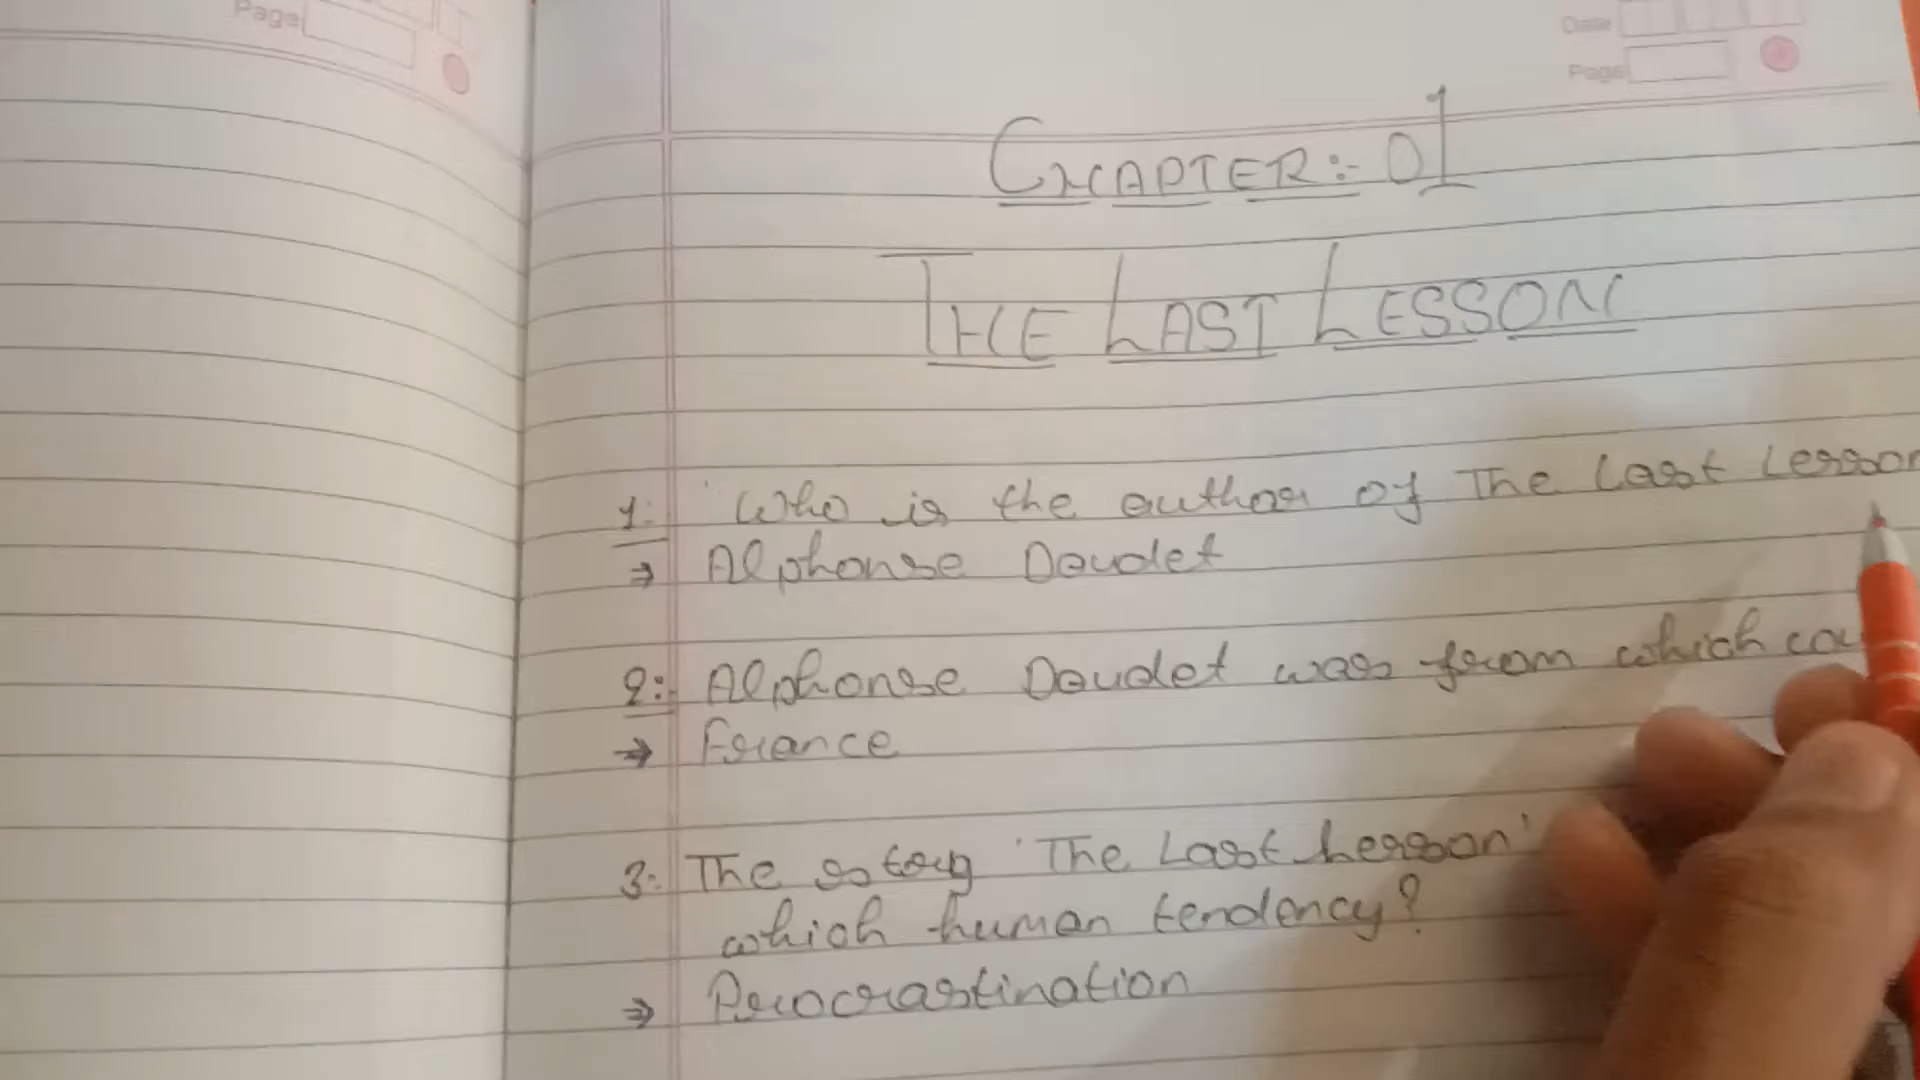 Page
Date
Page
CHAPTER:- 01
THE LAST LESSON
1:- Who is the author of The Last Lesson
⇒ Alphonse Daudet
2:- Alphonse Daudet was from which cou
→ France
3:- The story 'The Last Lesson'
which human tendency?
⇒ Procrastination